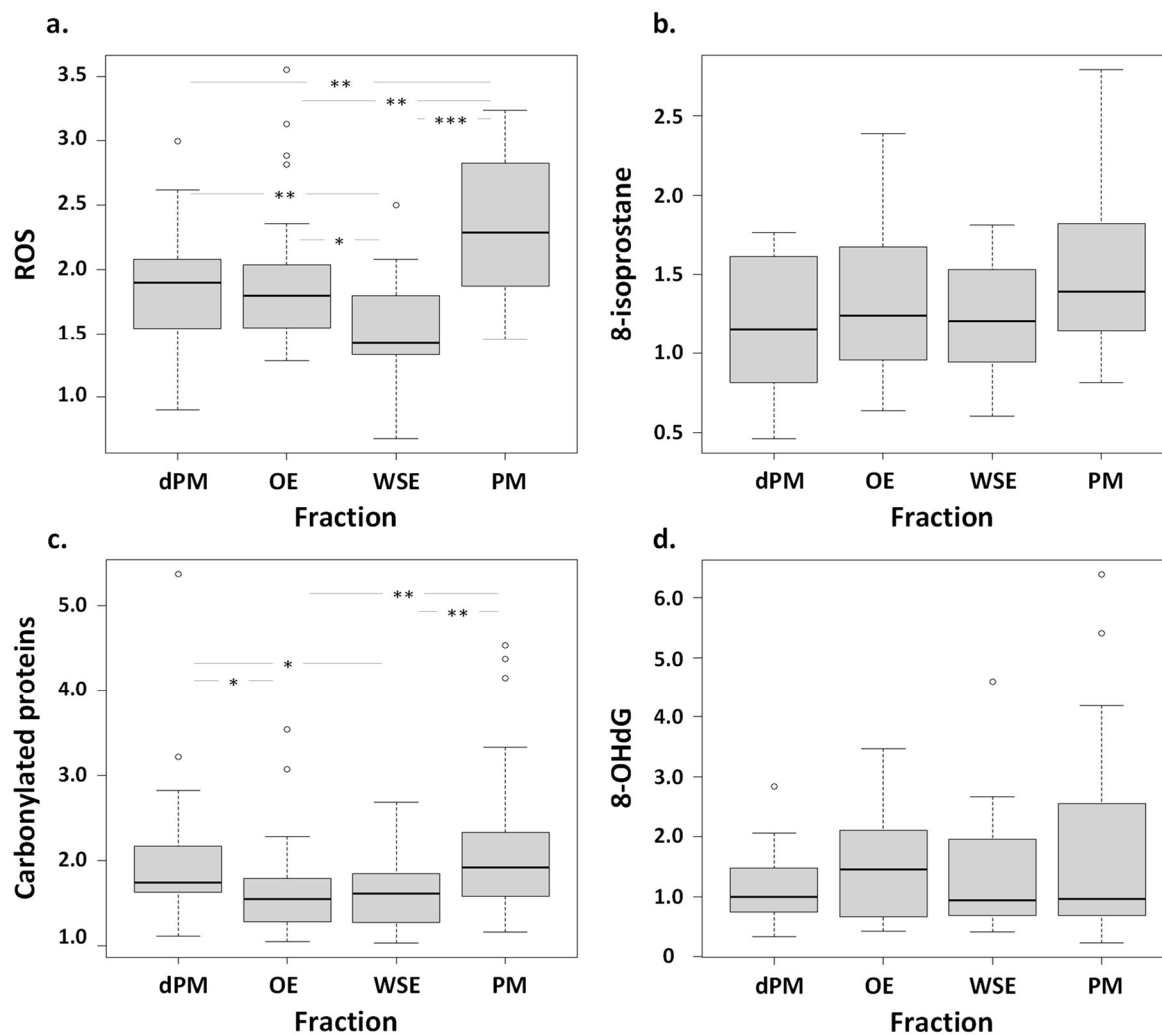 a.
ROS
3.5
3.0
2.5
2.0
1.5
1.0
**
**
***
**
*
dPM OE WSE PM
Fraction
b.
8-isoprostane
2.5
2.0
1.5
1.0
0.5
dPM OE WSE PM
Fraction
c.
Carbonylated proteins
5.0
4.0
3.0
2.0
1.0
**
**
*
*
dPM OE WSE PM
Fraction
d.
8-OHdG
6.0
5.0
4.0
3.0
2.0
1.0
0
dPM OE WSE PM
Fraction